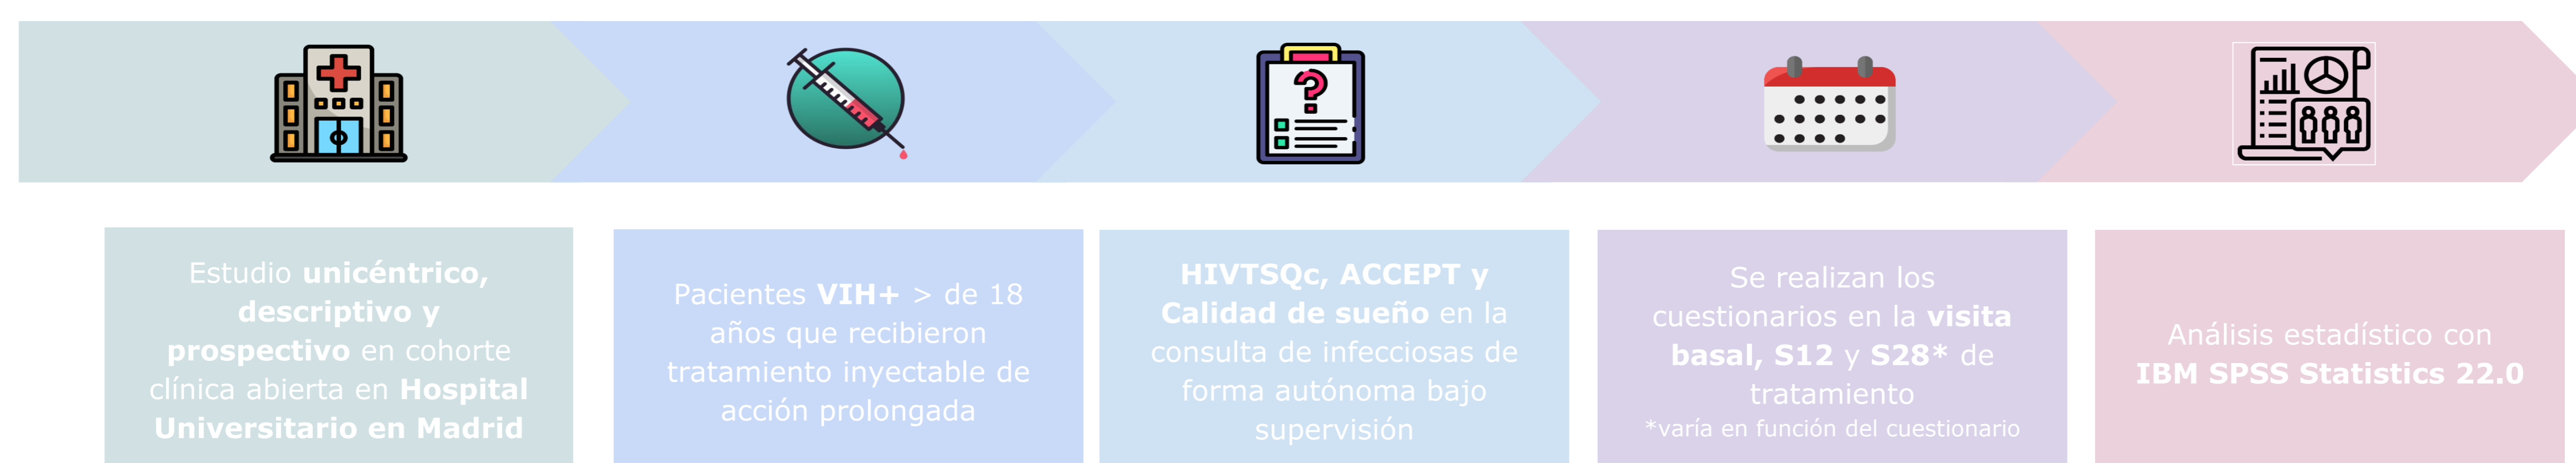 Estudio unicéntrico,
descriptivo y
prospectivo en cohorte
clínica abierta en Hospital
Universitario en Madrid
Pacientes VIH+ > de 18
años que recibieron
tratamiento inyectable de
acción prolongada
HIVTSQc, ACCEPT y
Calidad de sueño en la
consulta de infecciosas de
forma autónoma bajo
supervisión
Se realizan los
cuestionarios en la visita
basal, S12 y S28* de
tratamiento
*varía en función del cuestionario
Análisis estadístico con
IBM SPSS Statistics 22.0